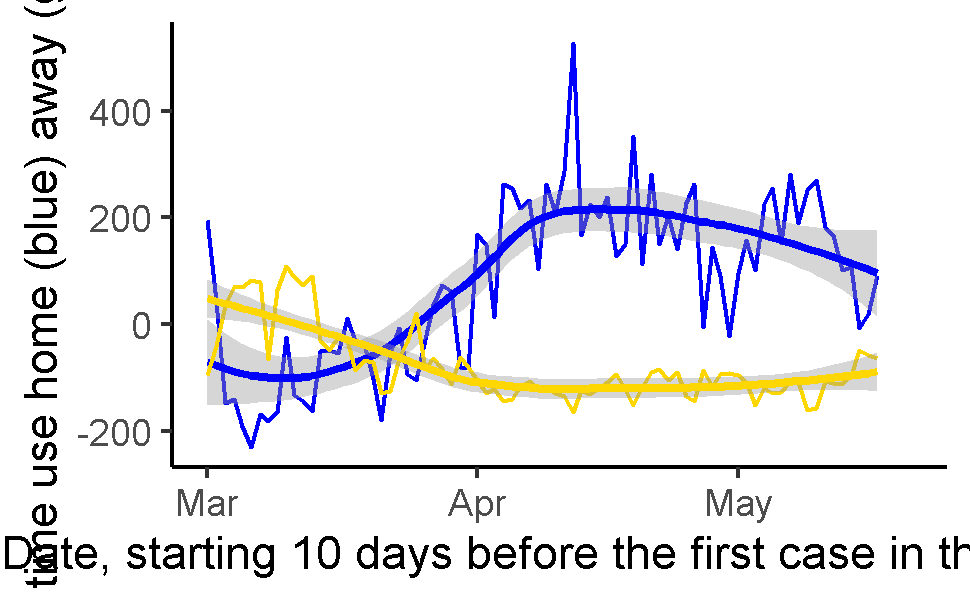 time use home (blue) away (
400
200
0
-200
Mar Apr May
Date, starting 10 days before the first case in th